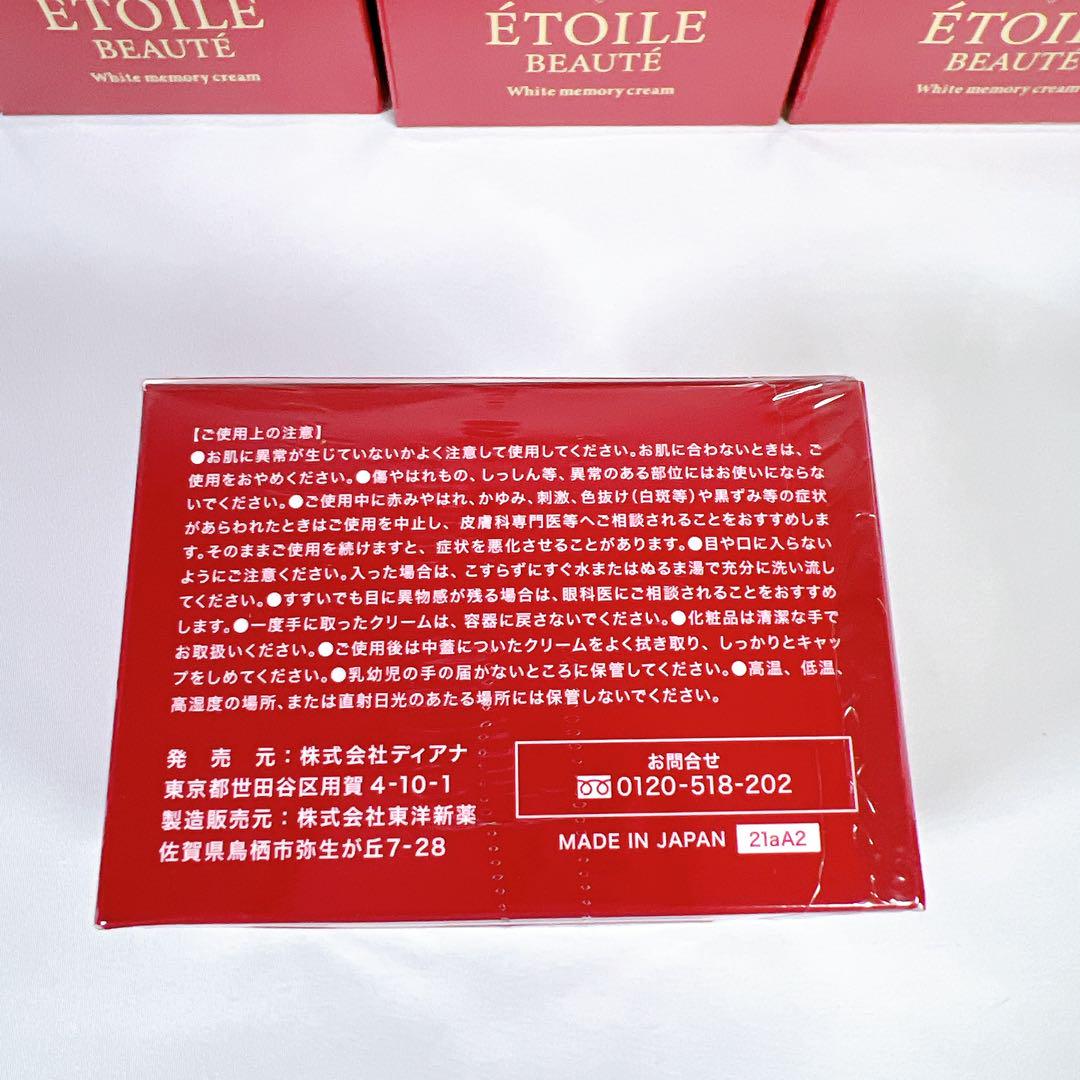 ÉTOILE
BEAUTÉ
White memory cream
ÉTOILE
BEAUTÉ
White memory cream
ÉTOIL
BEAUTÉ
White memory cream
【ご使用上の注意】
●お肌に異常が生じていないかよく注意して使用してください。お肌に合わないときは、ご
使用をおやめください。●傷やはれもの、しっしん等、異常のある部位にはお使いにならな
いでください。●ご使用中に赤みやはれ、かゆみ、刺激、色抜け(白斑等)や黒ずみ等の症状
があらわれたときはご使用を中止し、皮膚科専門医等へご相談されることをおすすめしま
す。そのままご使用を続けますと、症状を悪化させることがあります。●目や口に入らない
ようにご注意ください。入った場合は、こすらずにすぐ水またはぬるま湯で充分に洗い流し
てください。●すすいでも目に異物感が残る場合は、眼科医にご相談されることをおすすめ
します。●一度手に取ったクリームは、容器に戻さないでください。●化粧品は清潔な手で
お取扱いください。●ご使用後は中蓋についたクリームをよく拭き取り、しっかりとキャッ
プをしめてください。●乳幼児の手の届かないところに保管してください。●高温、低温、
高湿度の場所、または直射日光のあたる場所には保管しないでください。
発売元:株式会社ディアナ
東京都世田谷区用賀4-10-1
製造販売元:株式会社東洋新薬
佐賀県鳥栖市弥生が丘7-28
お問合せ
0120-518-202
MADE IN JAPAN 21aA2